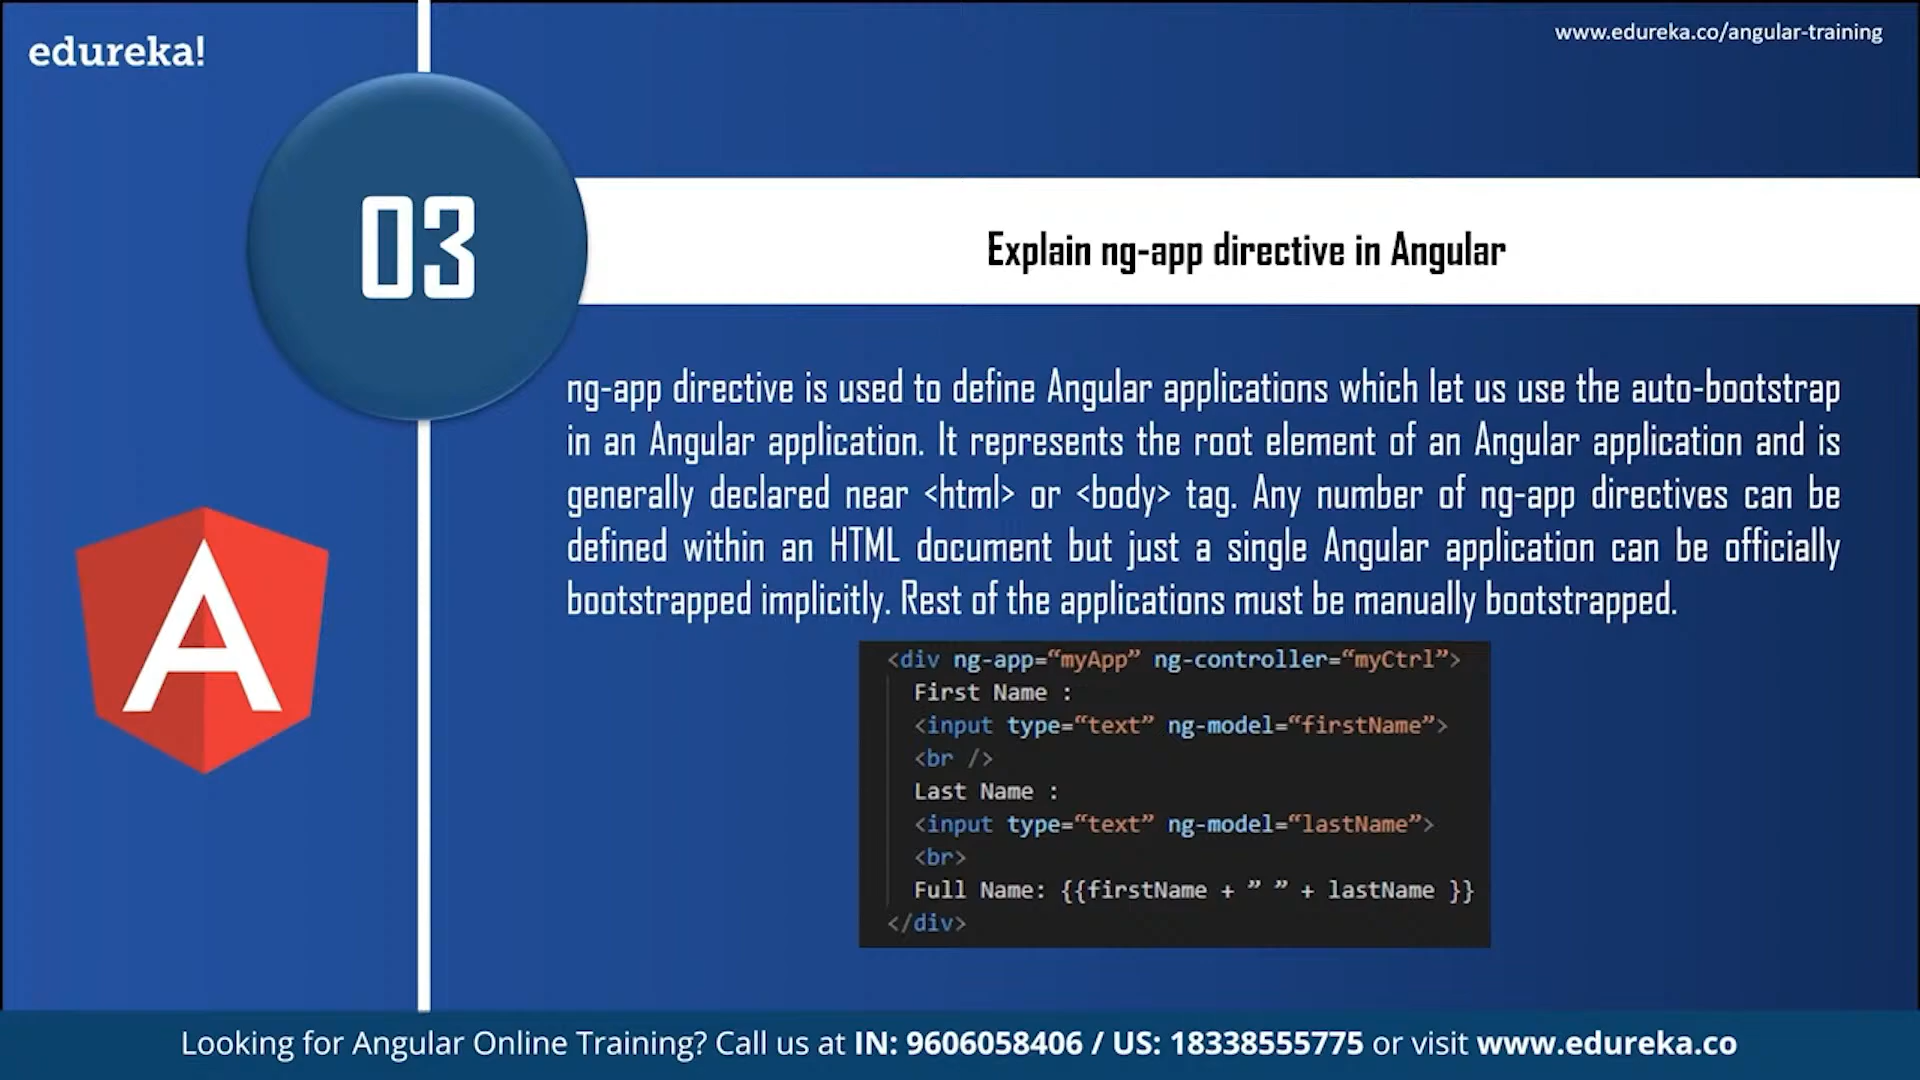 edureka!
www.edureka.co/angular-training
03
Explain ng-app directive in Angular
ng-app directive is used to define Angular applications which let us use the auto-bootstrap
in an Angular application. It represents the root element of an Angular application and is
generally declared near <html> or <body> tag. Any number of ng-app directives can be
defined within an HTML document but just a single Angular application can be officially
bootstrapped implicitly. Rest of the applications must be manually bootstrapped.
<div ng-app=“myApp” ng-controller=“myCtrl”>
First Name :
<input type=“text” ng-model=“firstName”>
<br />
Last Name :
<input type=“text” ng-model=“lastName”>
<br>
Full Name: {{firstName + ” ” + lastName }}
</div>
A
Looking for Angular Online Training? Call us at IN: 9606058406 / US: 18338555775 or visit www.edureka.co